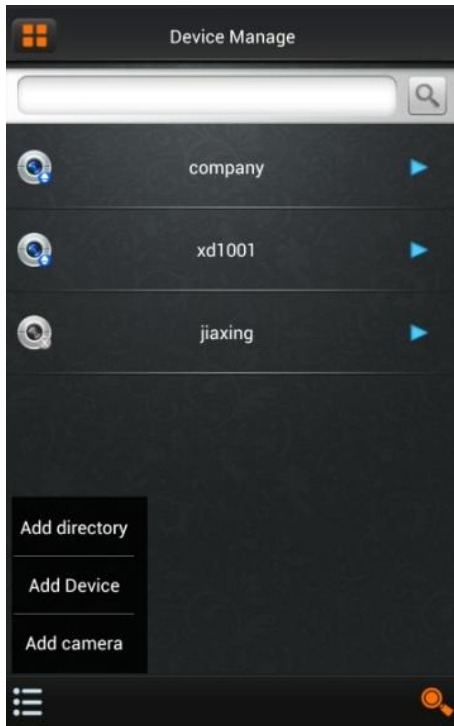 Device Manage
company
xd1001
jiaxing
Add directory
Add Device
Add camera